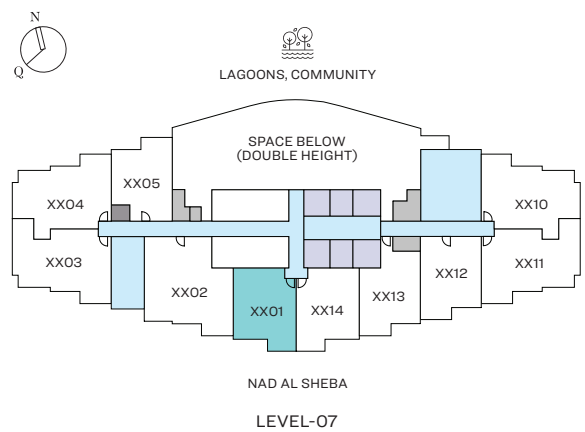 N
Q
LAGOONS, COMMUNITY
SPACE BELOW
(DOUBLE HEIGHT)
XX05
XX04
XX10
XX03
XX02
XX01
XX14
XX13
XX12
XX11
NAD AL SHEBA
LEVEL-07